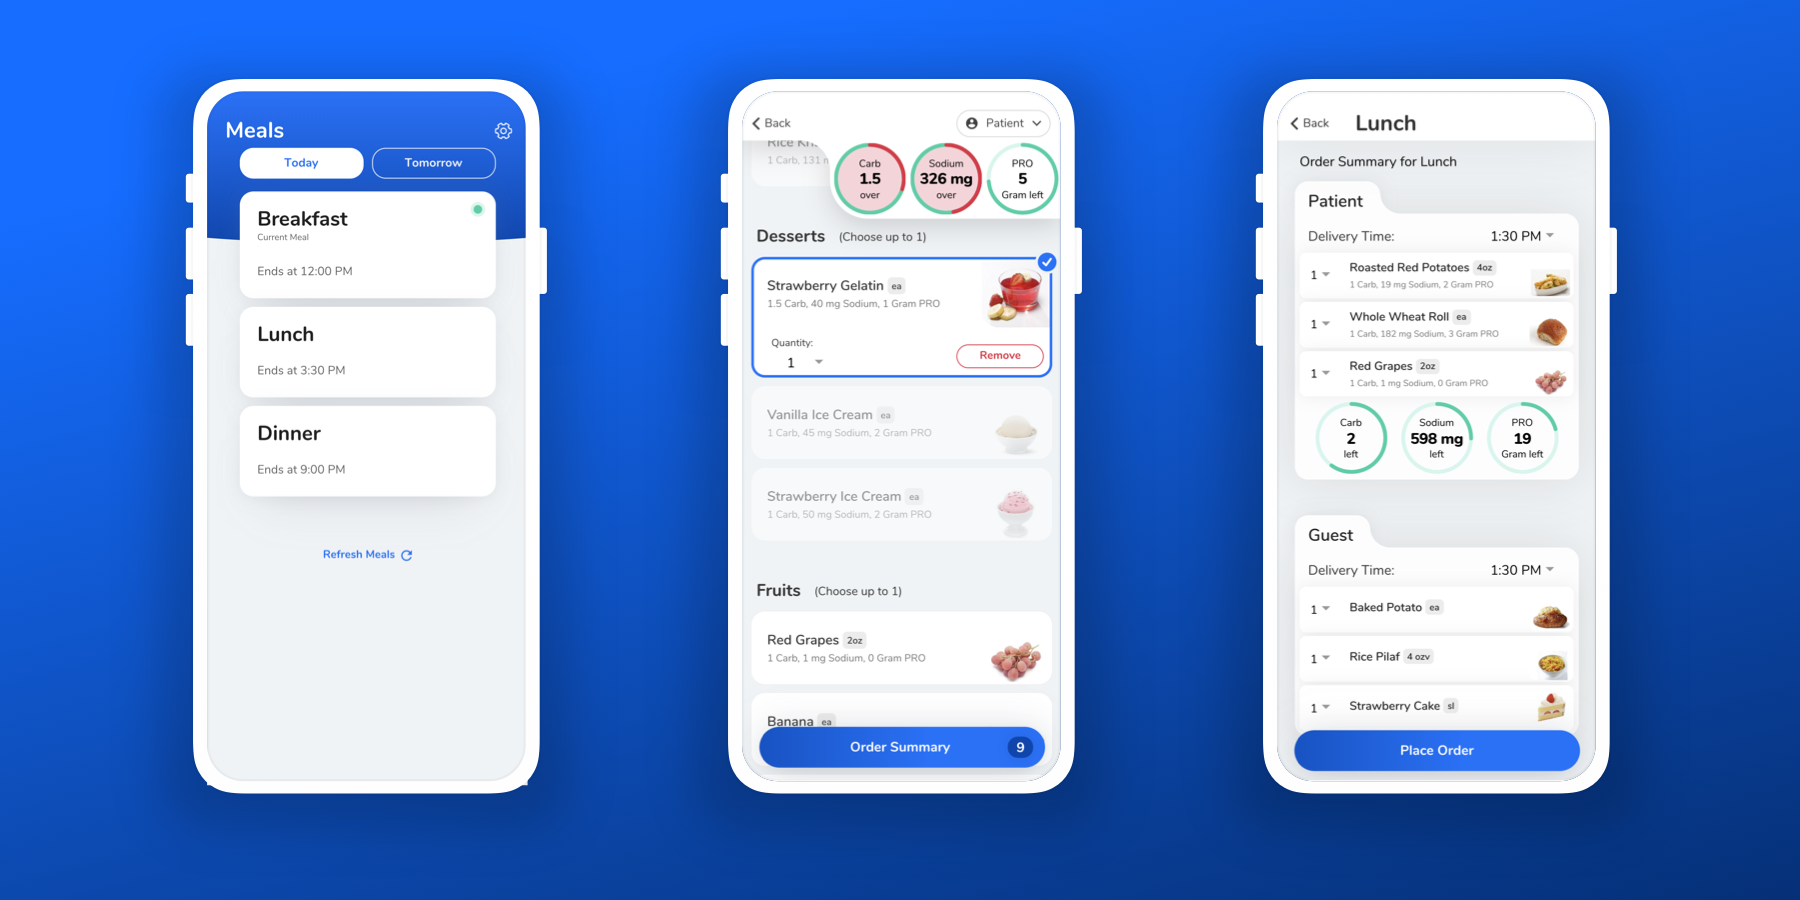 Meals
Today
Tomorrow
Breakfast
Current Meal
Ends at 12:00 PM
Lunch
Ends at 3:30 PM
Dinner
Ends at 9:00 PM
Refresh Meals
Back
Patient
Rice
1 Carb, 131
Carb
1.5
over
Sodium
326 mg
over
PRO
5
Gram left
Desserts (Choose up to 1)
Strawberry Gelatin ea
1.5 Carb, 40 mg Sodium, 1 Gram PRO
Quantity:
1
Remove
Vanilla Ice Cream ea
1 Carb, 45 mg Sodium, 2 Gram PRO
Strawberry Ice Cream ea
1 Carb, 50 mg Sodium, 2 Gram PRO
Fruits (Choose up to 1)
Red Grapes 2oz
1 Carb, 1 mg Sodium, 0 Gram PRO
Banana ea
Order Summary 9
Back
Lunch
Order Summary for Lunch
Patient
Delivery Time: 1:30 PM
1 Roasted Red Potatoes 4oz
1 Carb, 19 mg Sodium, 2 Gram PRO
1 Whole Wheat Roll ea
1 Carb, 182 mg Sodium, 3 Gram PRO
1 Red Grapes 2oz
1 Carb, 1 mg Sodium, 0 Gram PRO
Carb
2
left
Sodium
598 mg
left
PRO
19
Gram left
Guest
Delivery Time: 1:30 PM
1 Baked Potato ea
1 Rice Pilaf 4 ozv
1 Strawberry Cake sl
Place Order